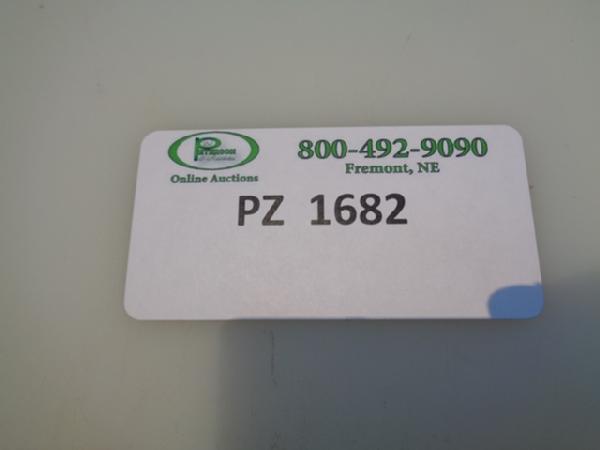 800-492-9090
Fremont, NE
Online Auctions
PZ 1682